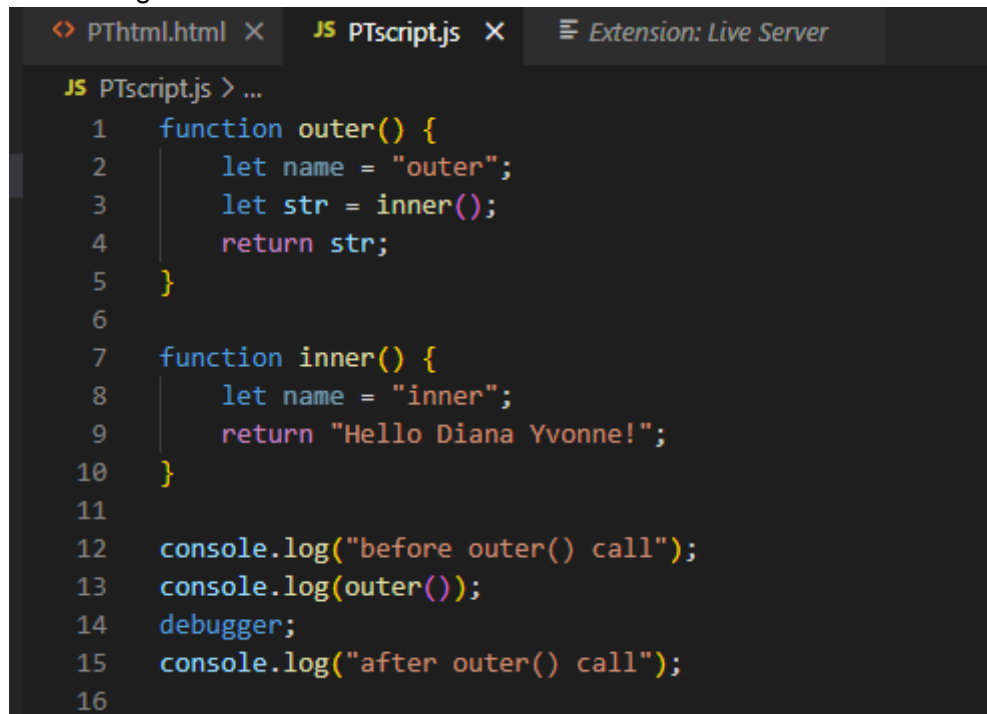 <> PThtml.html × JS PTscript.js × Extension: Live Server
JS PTscript.js > ...
1 function outer() {
2     let name = "outer";
3     let str = inner();
4     return str;
5 }
6
7 function inner() {
8     let name = "inner";
9     return "Hello Diana Yvonne!";
10 }
11
12 console.log("before outer() call");
13 console.log(outer());
14 debugger;
15 console.log("after outer() call");
16